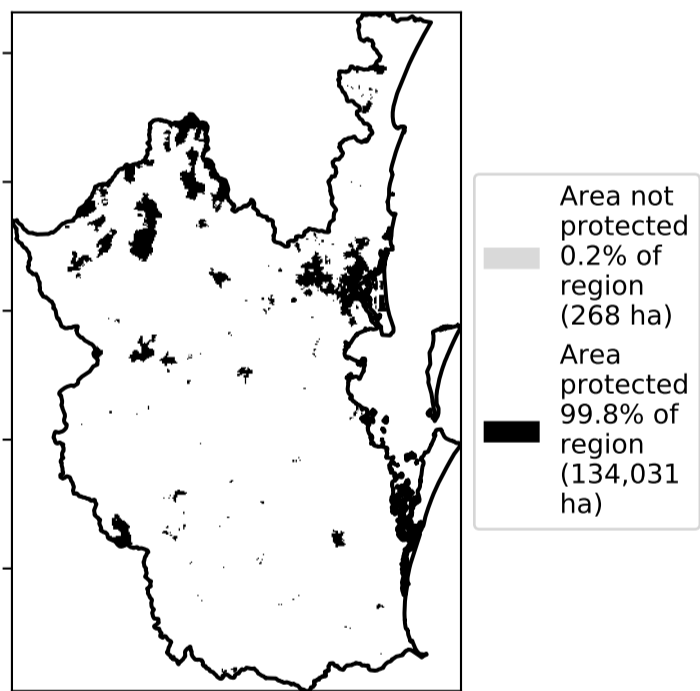 Area not
protected
0.2% of
region
(268 ha)
Area
protected
99.8% of
region
(134,031
ha)